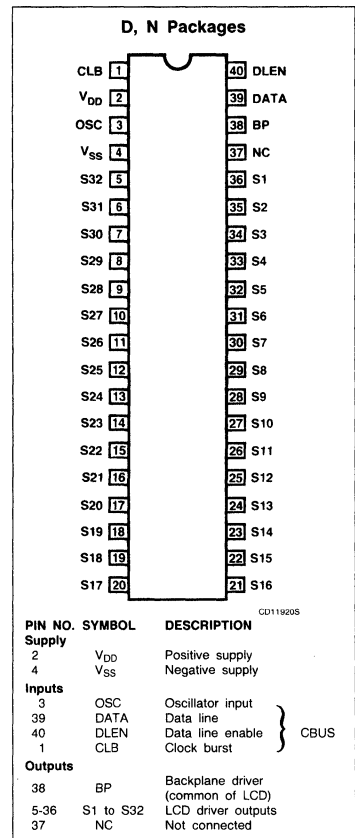 D, N Packages
CLB 1 40 DLEN
VDD 2 39 DATA
OSC 3 38 BP
VSS 4 37 NC
S32 5 36 S1
S31 6 35 S2
S30 7 34 S3
S29 8 33 S4
S28 9 32 S5
S27 10 31 S6
S26 11 30 S7
S25 12 29 S8
S24 13 28 S9
S23 14 27 S10
S22 15 26 S11
S21 16 25 S12
S20 17 24 S13
S19 18 23 S14
S18 19 22 S15
S17 20 21 S16
CD11920S
PIN NO. SYMBOL DESCRIPTION
Supply
2 VDD Positive supply
4 VSS Negative supply
Inputs
3 OSC Oscillator input
39 DATA Data line
40 DLEN Data line enable CBUS
1 CLB Clock burst
Outputs
38 BP Backplane driver
(common of LCD)
5-36 S1 to S32 LCD driver outputs
37 NC Not connected